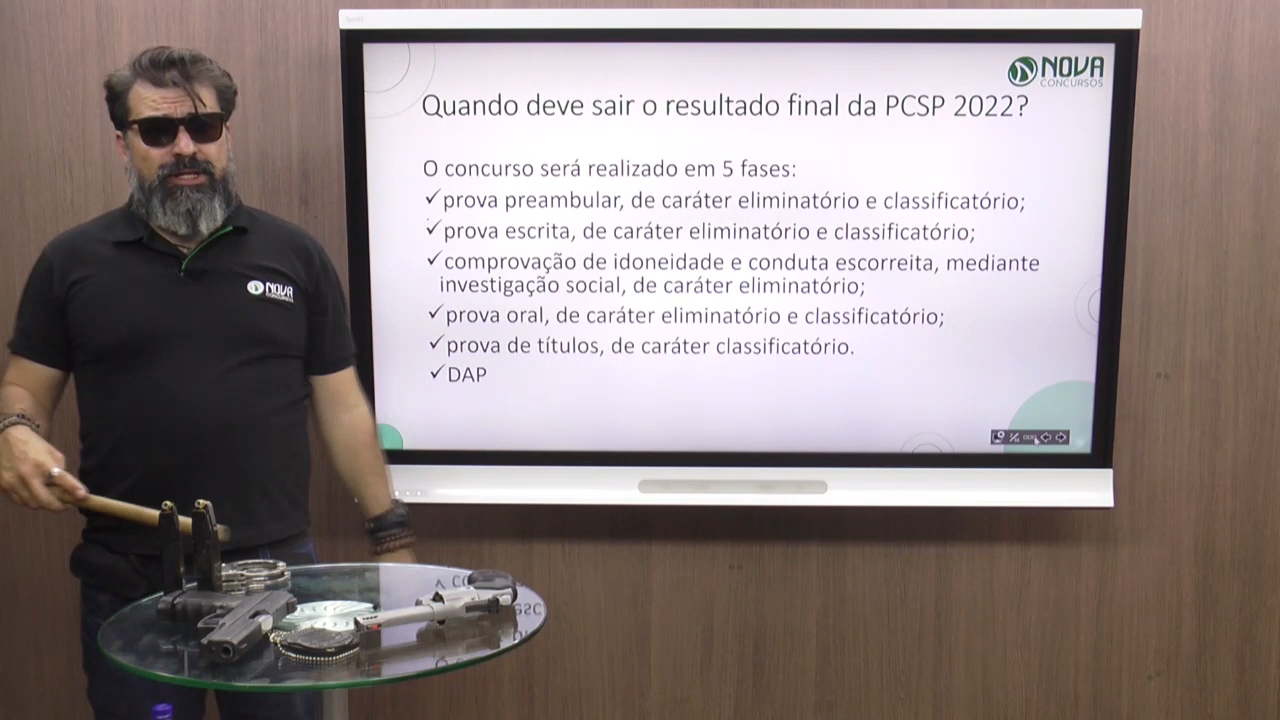 NOVA
CONCURSOS
Quando deve sair o resultado final da PCSP 2022?
O concurso será realizado em 5 fases:
✓prova preambular, de caráter eliminatório e classificatório;
✓prova escrita, de caráter eliminatório e classificatório;
✓comprovação de idoneidade e conduta escorreita, mediante
investigação social, de caráter eliminatório;
✓prova oral, de caráter eliminatório e classificatório;
✓prova de títulos, de caráter classificatório.
✓DAP
NOVA
CONCURSOS